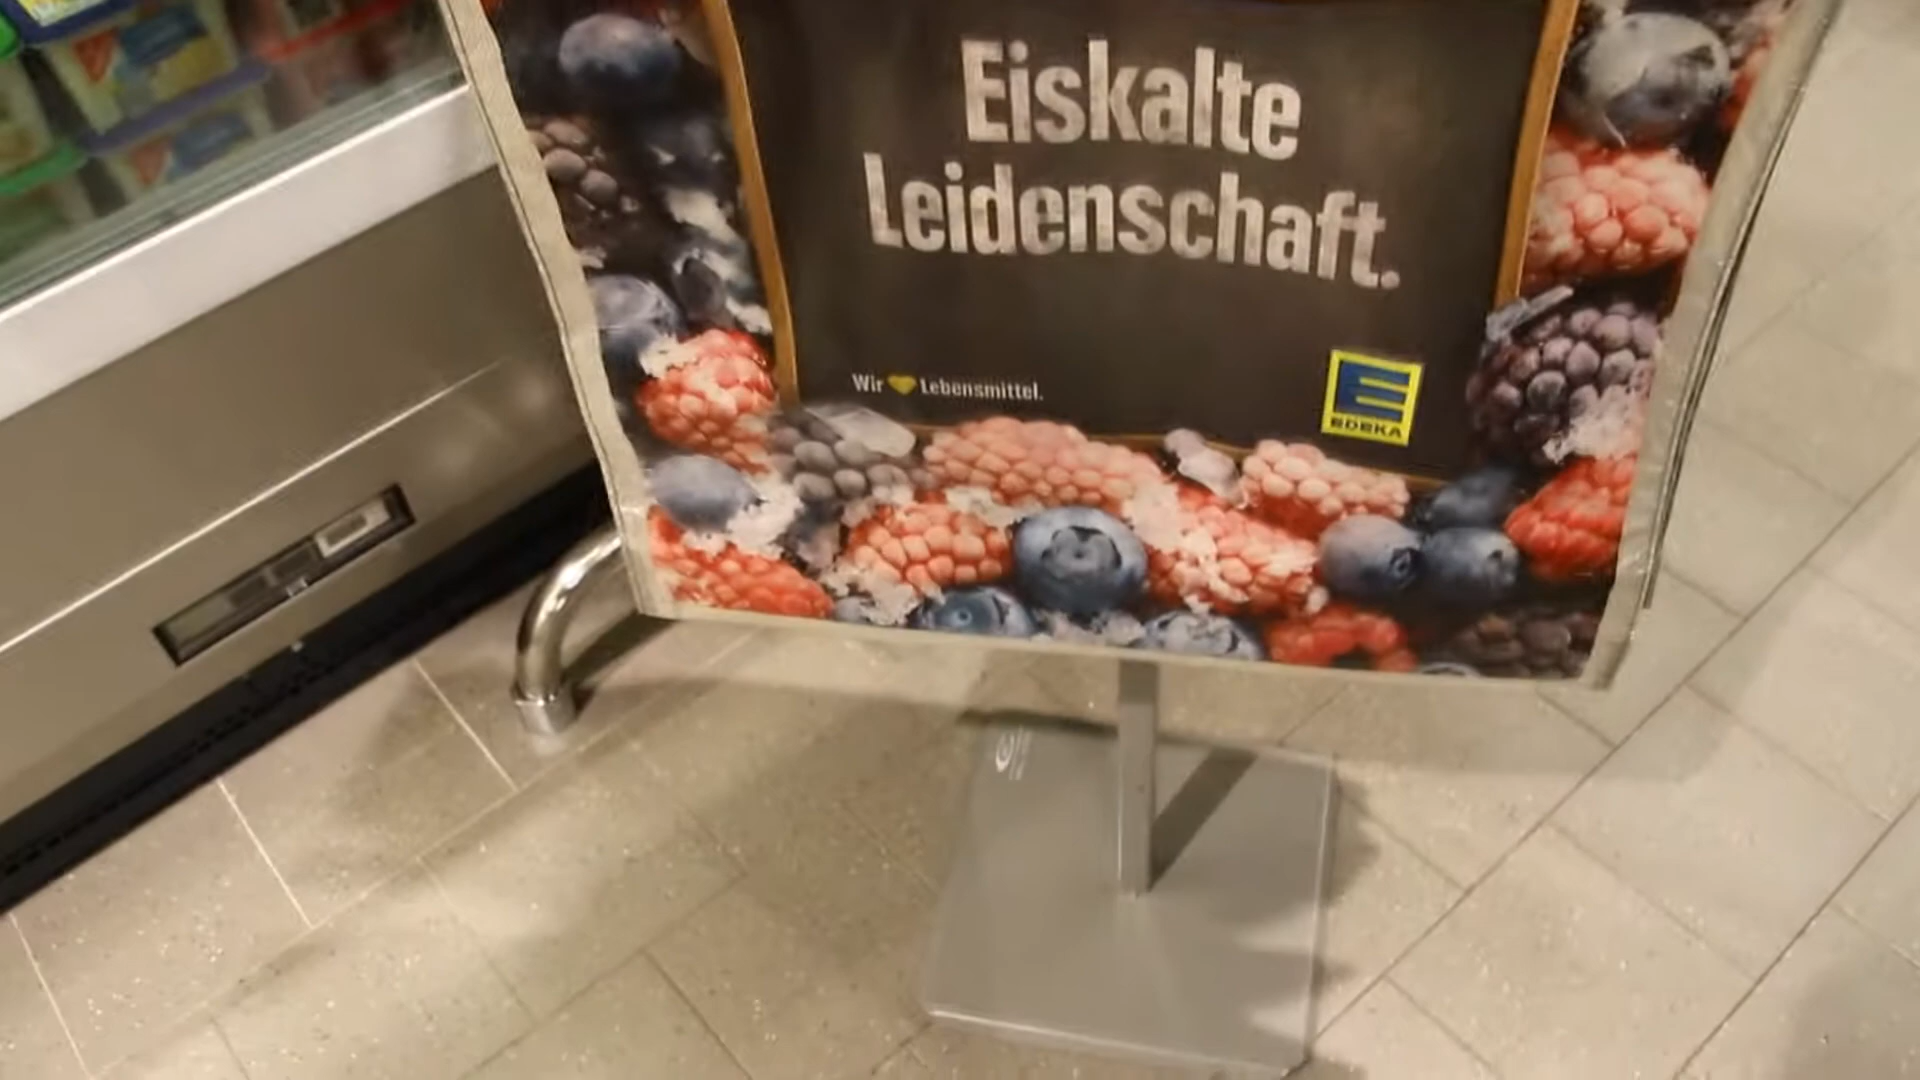 Eiskalte
Leidenschaft.
Wir 💛 Lebensmittel.
EDEKA